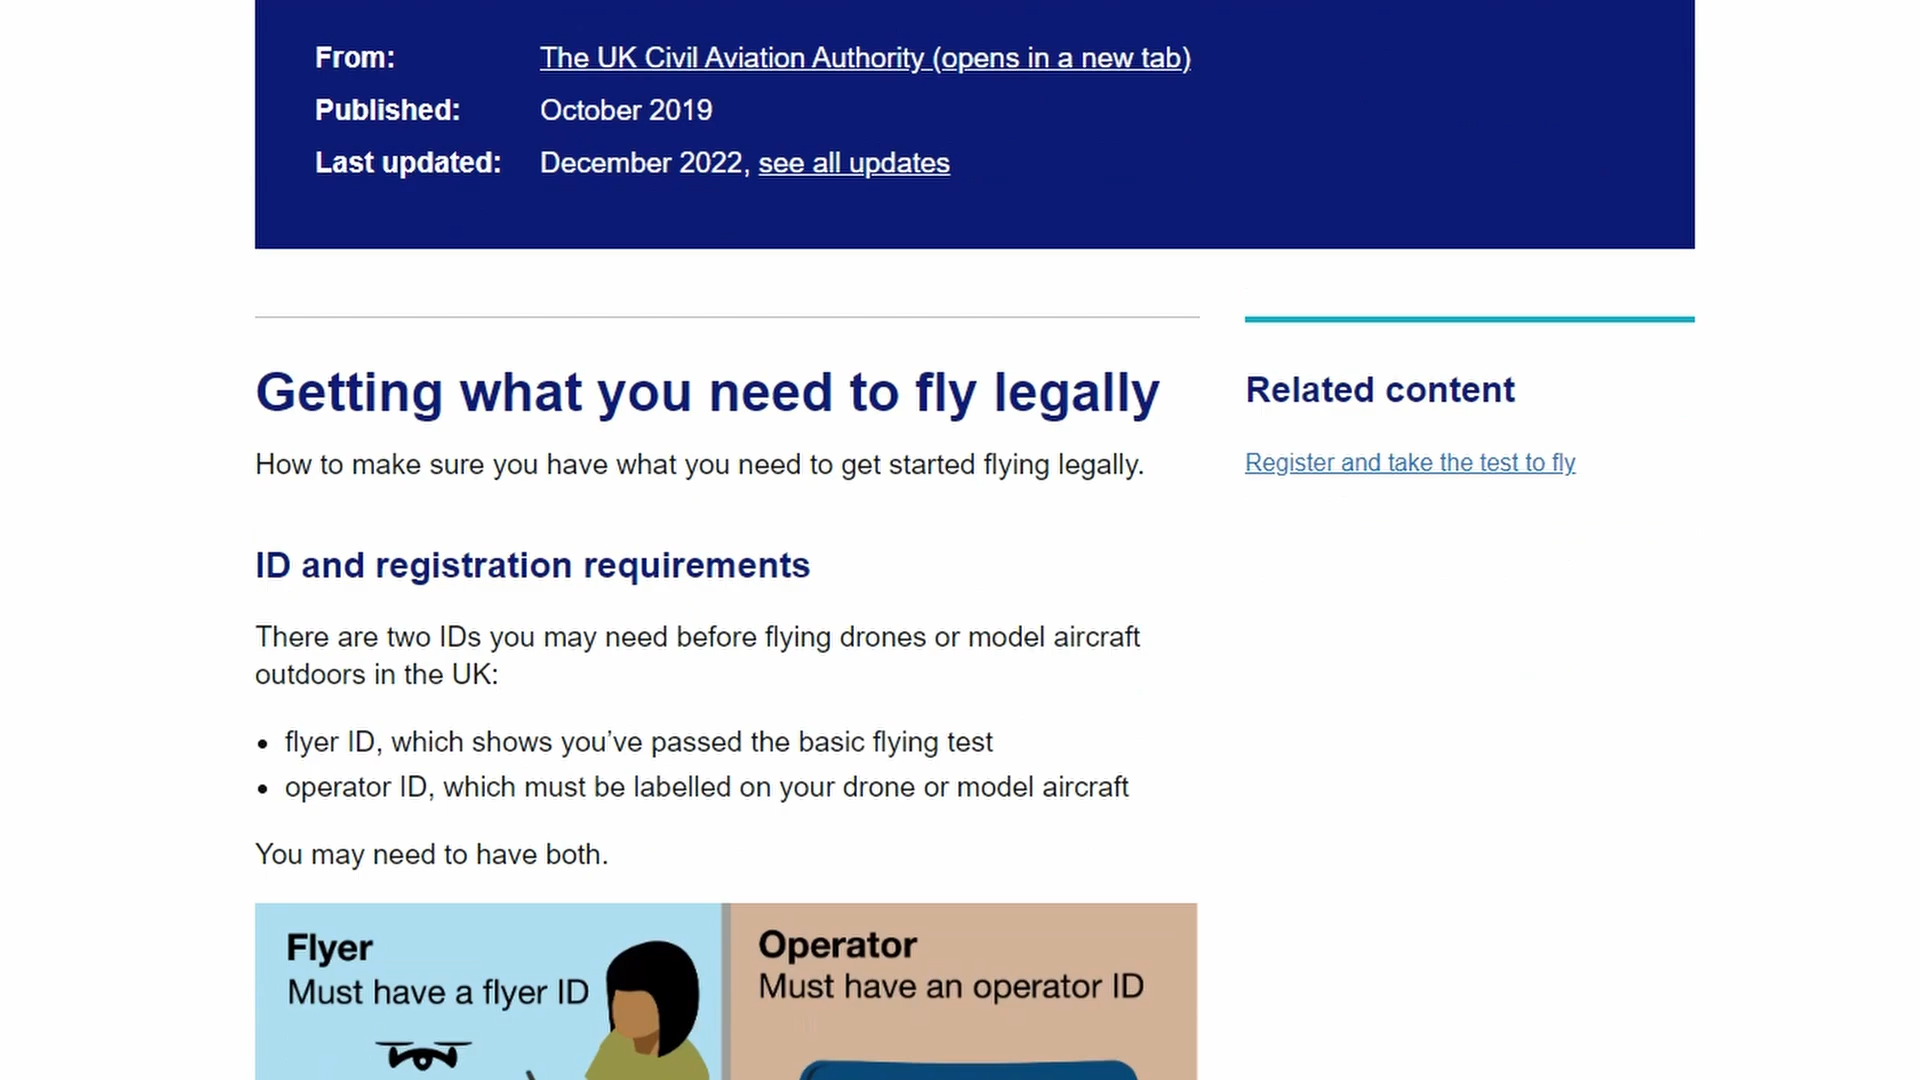 From: The UK Civil Aviation Authority (opens in a new tab)
Published: October 2019
Last updated: December 2022, see all updates
Getting what you need to fly legally
How to make sure you have what you need to get started flying legally.
ID and registration requirements
There are two IDs you may need before flying drones or model aircraft
outdoors in the UK:
• flyer ID, which shows you’ve passed the basic flying test
• operator ID, which must be labelled on your drone or model aircraft
You may need to have both.
Flyer
Must have a flyer ID
Operator
Must have an operator ID
Related content
Register and take the test to fly